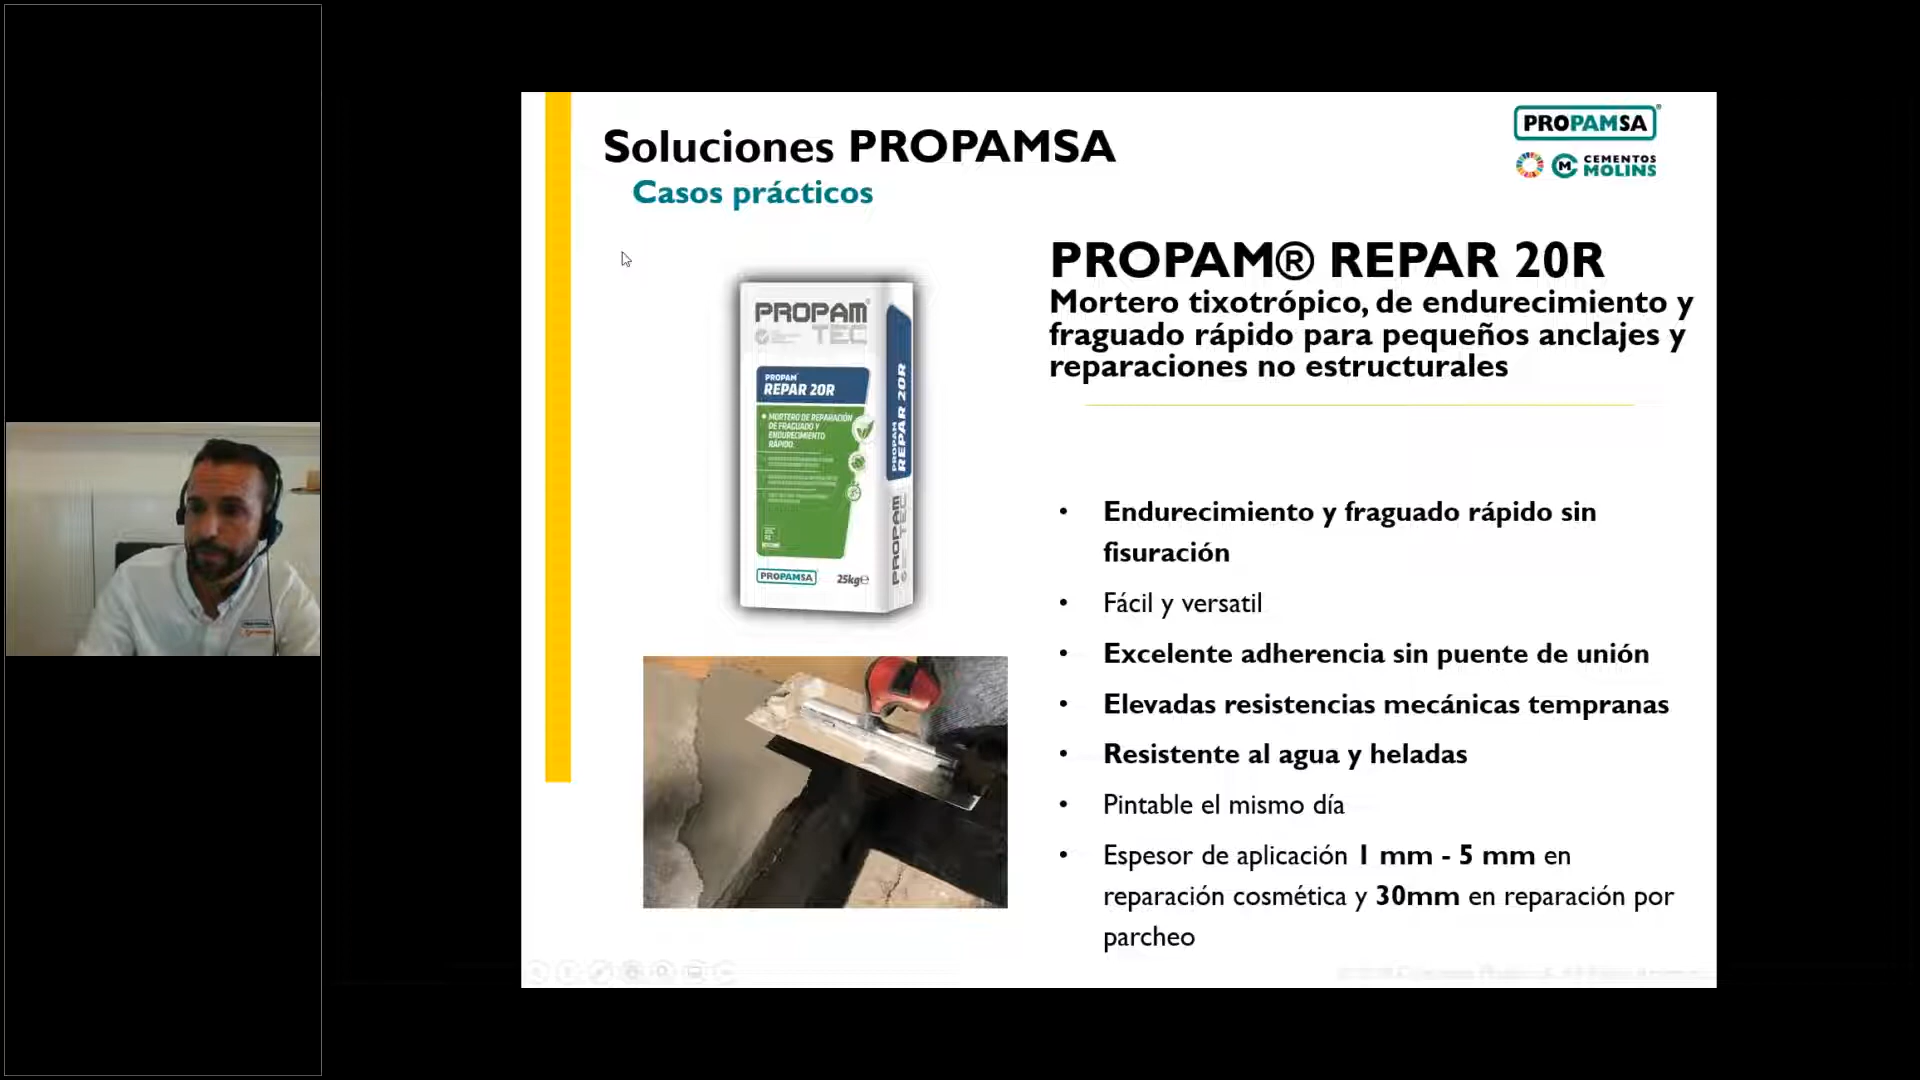 Soluciones PROPAMSA
Casos prácticos
PROPAMSA®
CEMENTOS
MOLINS
PROPAM® REPAR 20R
Mortero tixotrópico, de endurecimiento y
fraguado rápido para pequeños anclajes y
reparaciones no estructurales
PROPAM®
TEC
PROPAM
REPAR 20R
MORTERO DE REPARACIÓN
DE FRAGUADO Y
ENDURECIMIENTO
RÁPIDO.
PROPAMSA
25kg℮
PROPAM
REPAR 20R
PROPAM
TEC
• Endurecimiento y fraguado rápido sin
fisuración
• Fácil y versatil
• Excelente adherencia sin puente de unión
• Elevadas resistencias mecánicas tempranas
• Resistente al agua y heladas
• Pintable el mismo día
• Espesor de aplicación 1 mm - 5 mm en
reparación cosmética y 30mm en reparación por
parcheo